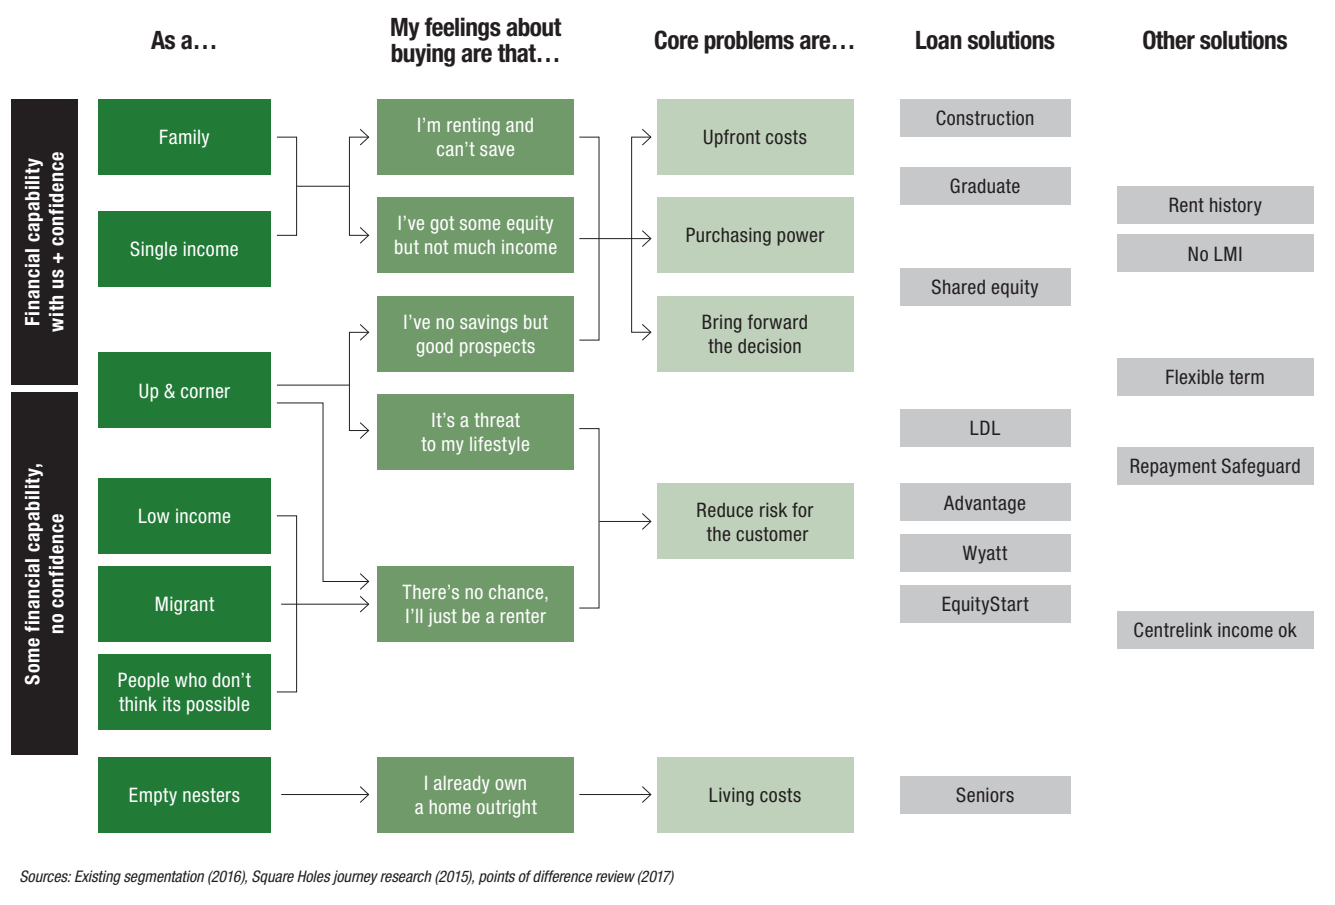 As a…
My feelings about
buying are that…
Core problems are…
Loan solutions
Other solutions
Financial capability
with us + confidence
Some financial capability,
no confidence
Family
Single income
Up & corner
Low income
Migrant
People who don’t
think its possible
Empty nesters
I’m renting and
can’t save
I’ve got some equity
but not much income
I’ve no savings but
good prospects
It’s a threat
to my lifestyle
There’s no chance,
I’ll just be a renter
I already own
a home outright
Upfront costs
Purchasing power
Bring forward
the decision
Reduce risk for
the customer
Living costs
Construction
Graduate
Shared equity
LDL
Advantage
Wyatt
EquityStart
Seniors
Rent history
No LMI
Flexible term
Repayment Safeguard
Centrelink income ok
Sources: Existing segmentation (2016), Square Holes journey research (2015), points of difference review (2017)